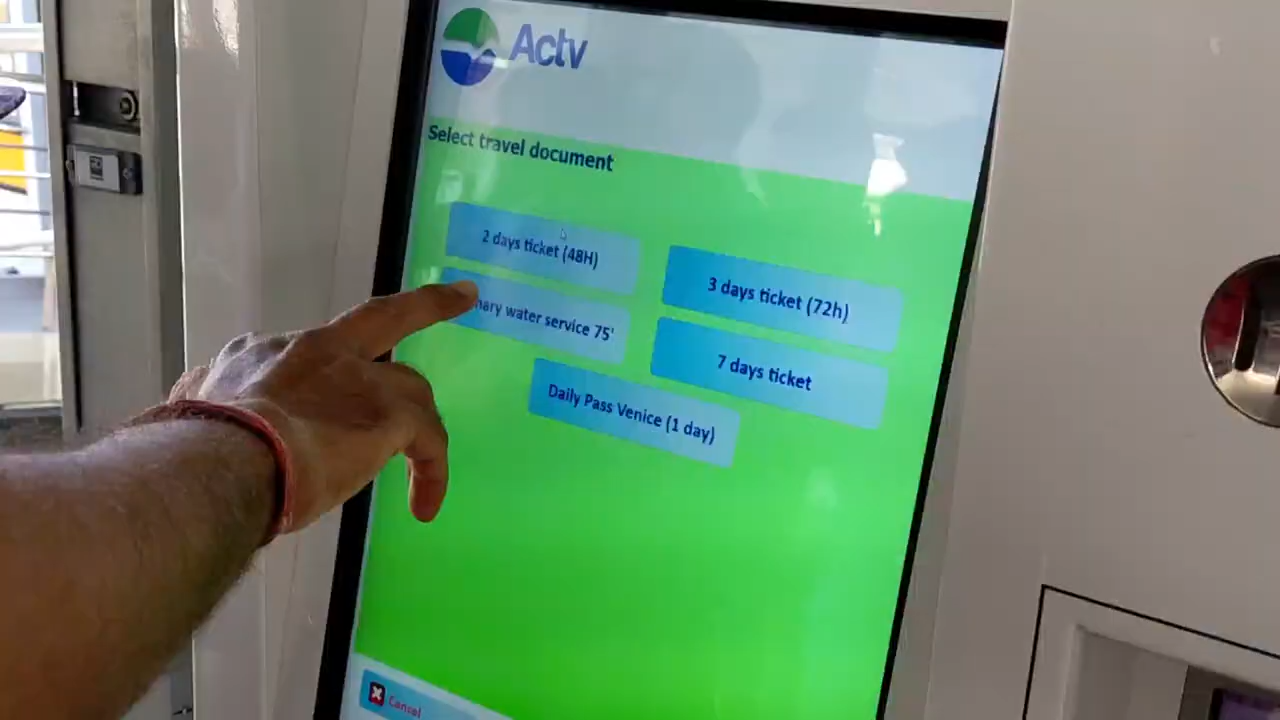 Actv
Select travel document
2 days ticket (48H)
3 days ticket (72h)
water service 75'
7 days ticket
Daily Pass Venice (1 day)
Cancel